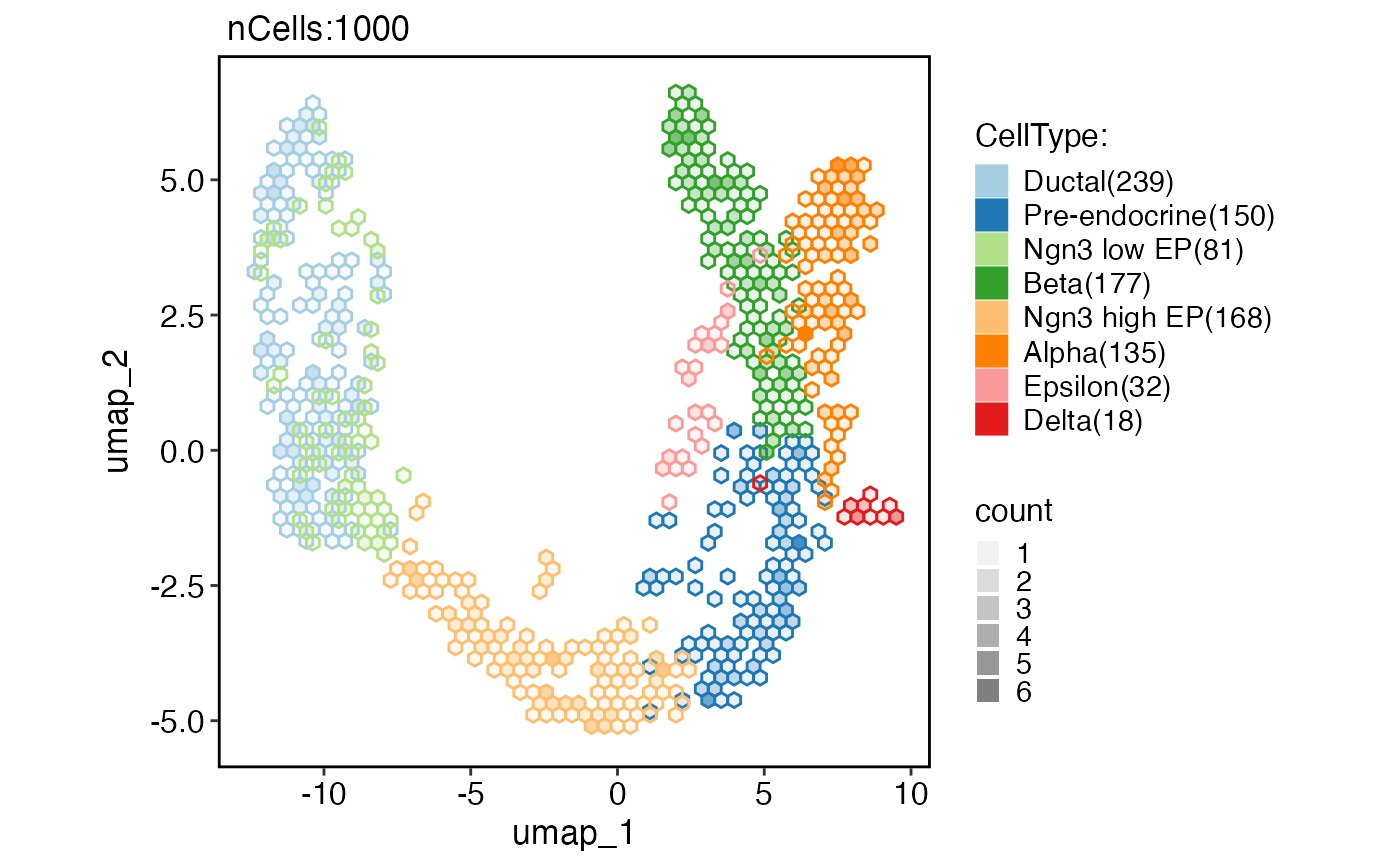 nCells:1000
umap_2
5.0
2.5
0.0
-2.5
-5.0
-10
-5
0
5
10
umap_1
CellType:
Ductal(239)
Pre-endocrine(150)
Ngn3 low EP(81)
Beta(177)
Ngn3 high EP(168)
Alpha(135)
Epsilon(32)
Delta(18)
count
1
2
3
4
5
6